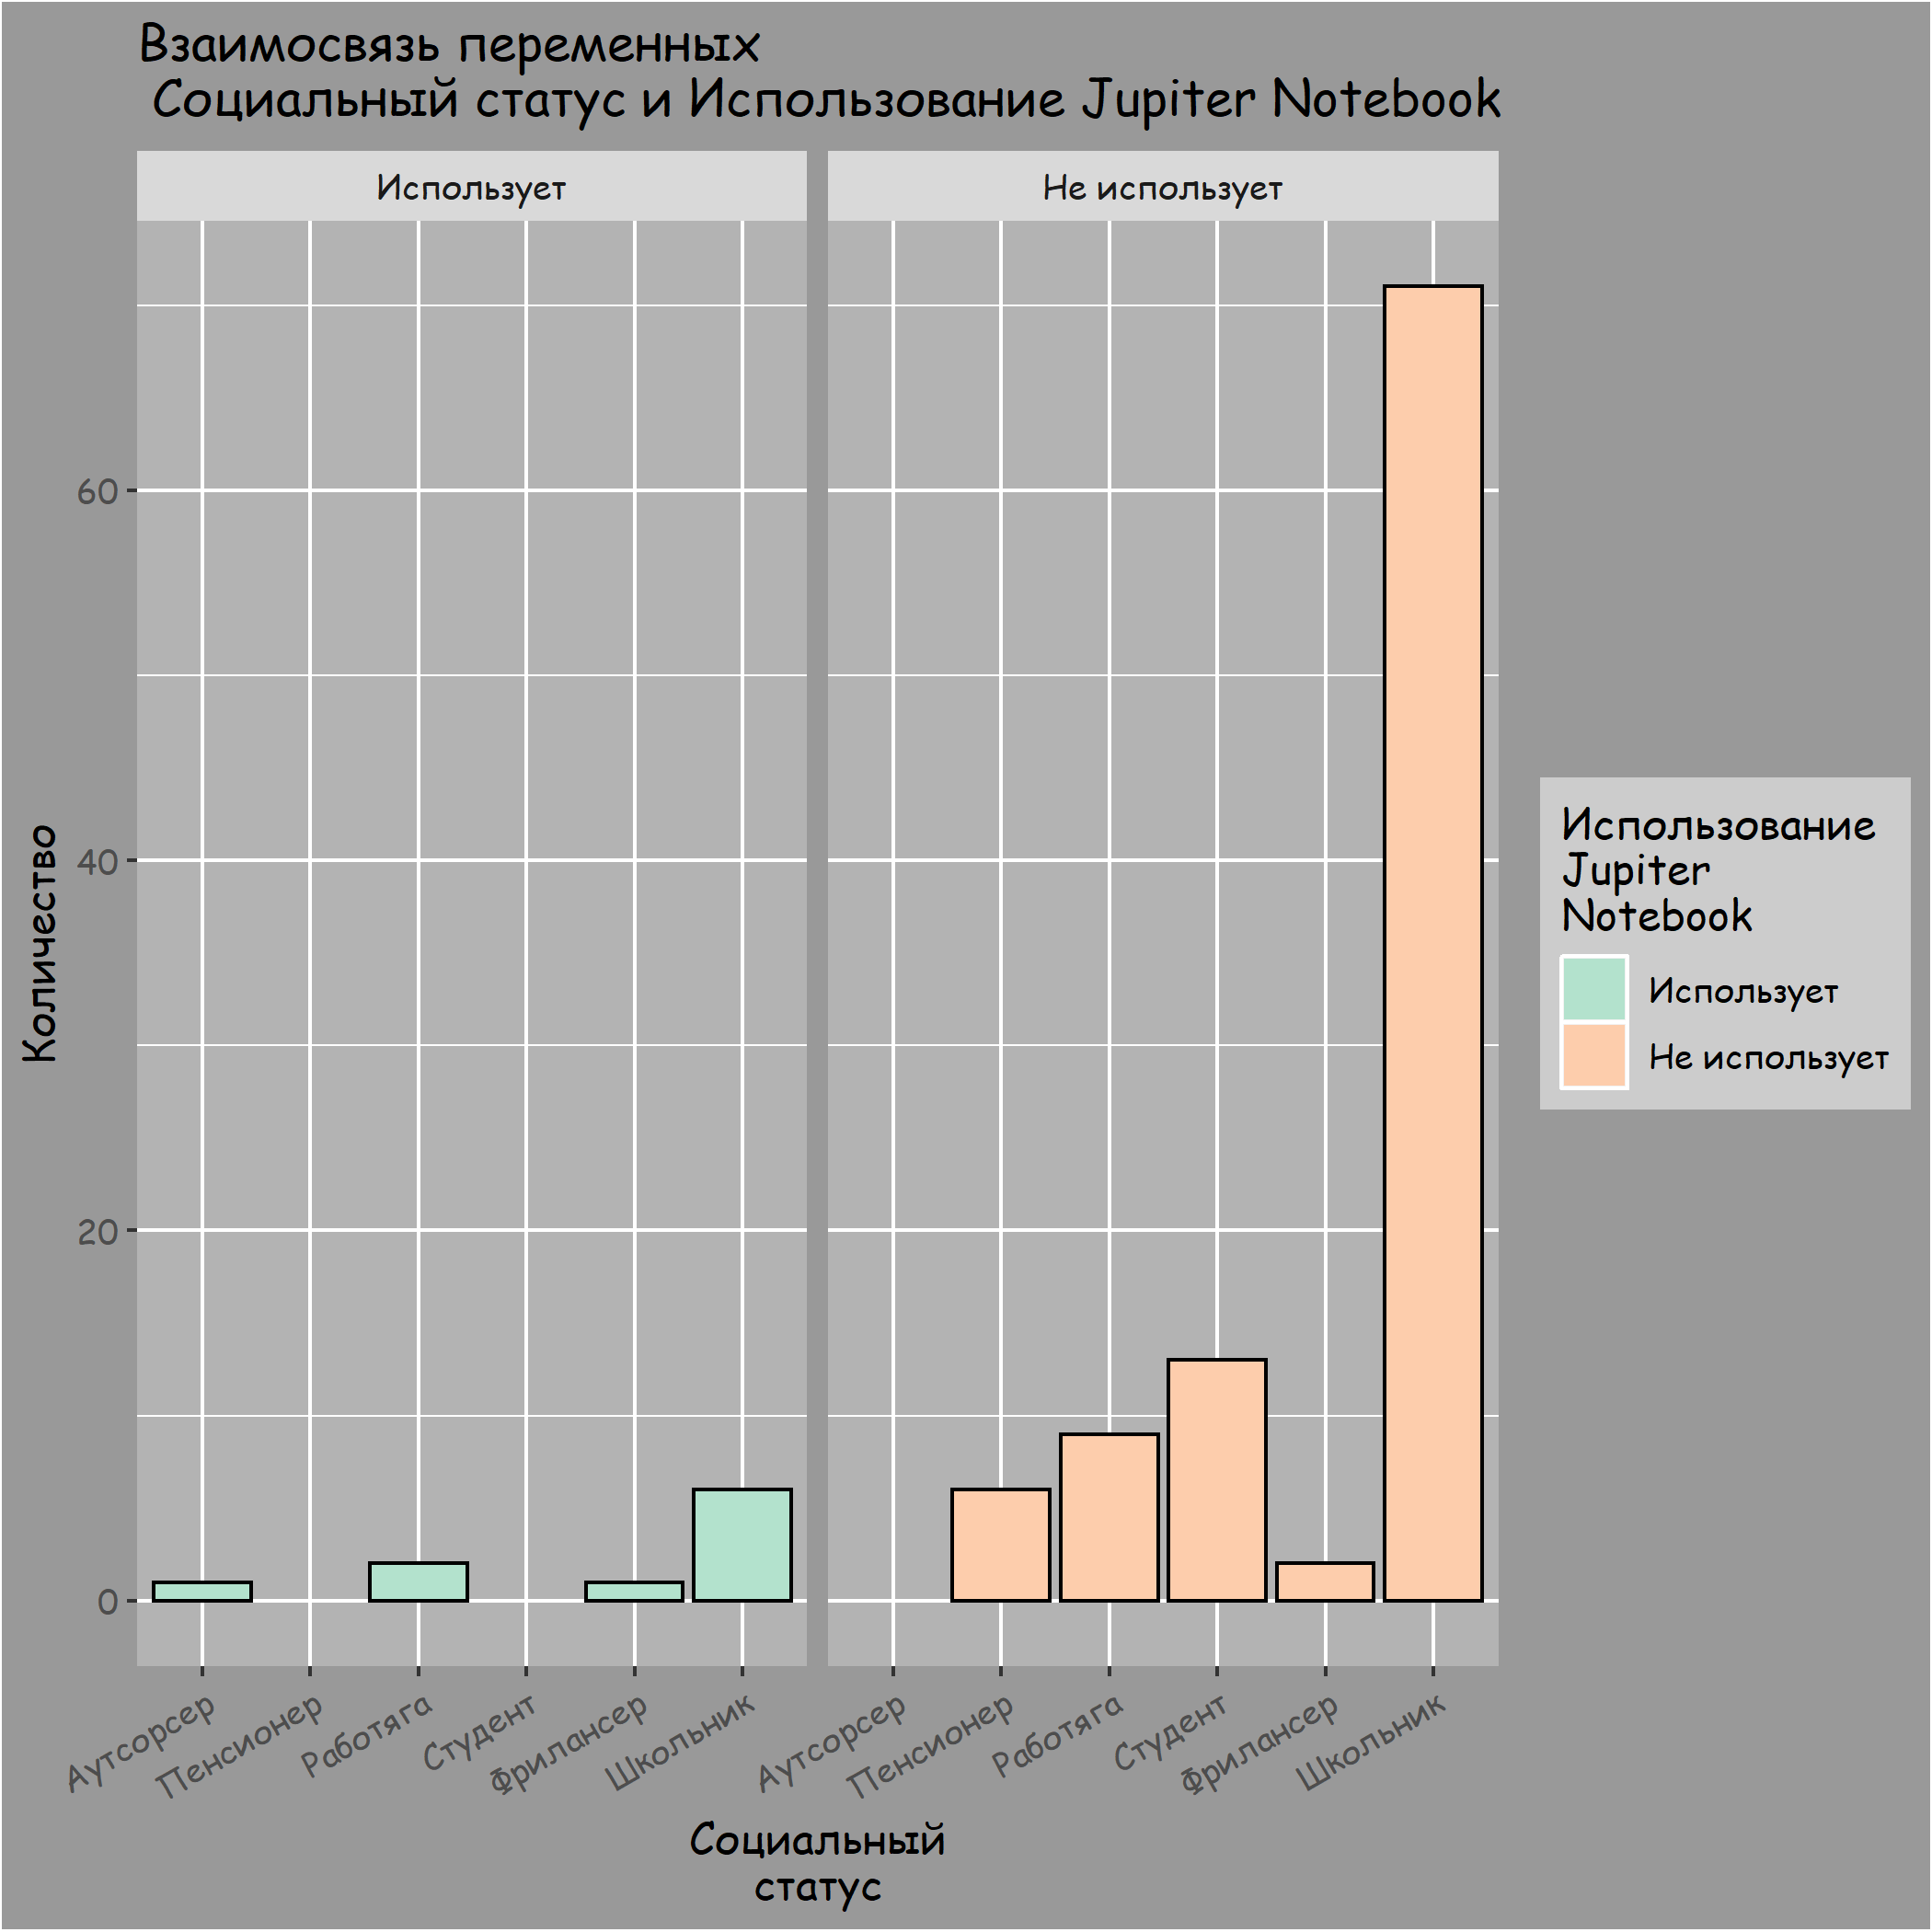 Взаимосвязь переменных
Социальный статус и Использование Jupiter Notebook
Использует
Не использует
Количество
60
40
20
0
Аутсорсер
Пенсионер
Работяга
Студент
Фрилансер
Школьник
Аутсорсер
Пенсионер
Работяга
Студент
Фрилансер
Школьник
Социальный
статус
Использование
Jupiter
Notebook
Использует
Не использует